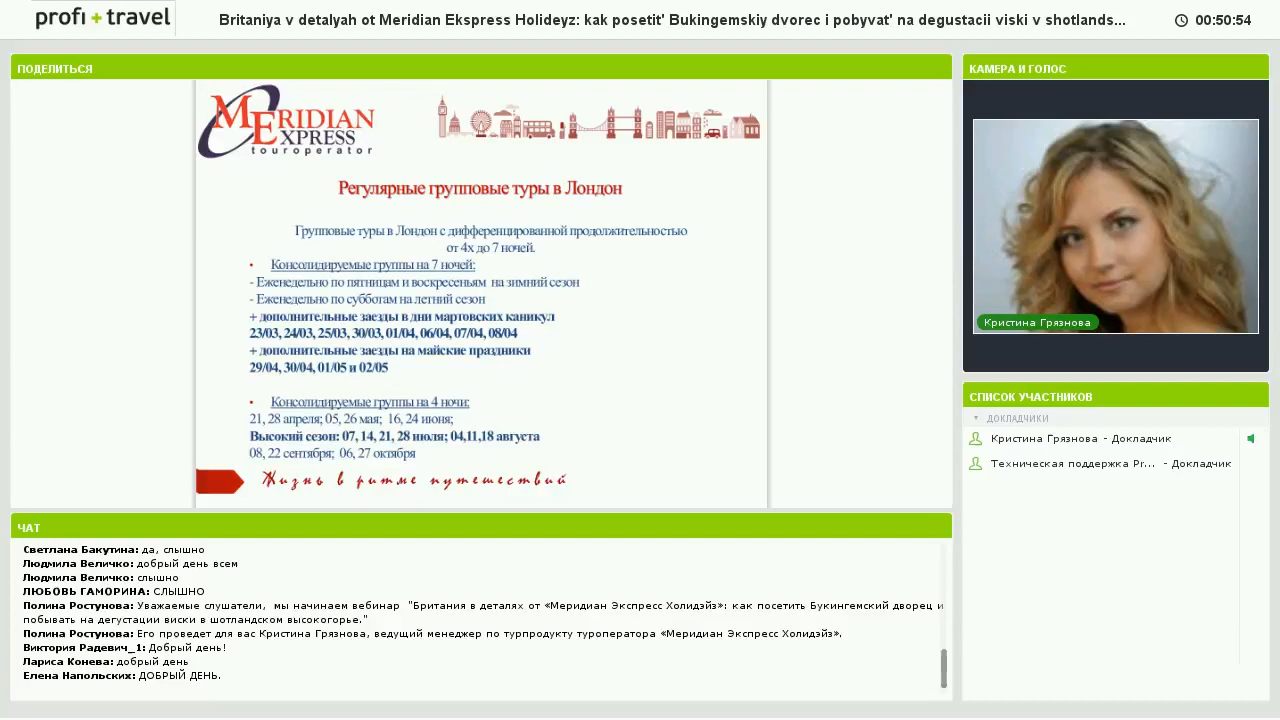 profi + travel
Britaniya v detalyah ot Meridian Ekspress Holideyz: kak posetit' Bukingemskiy dvorec i pobyvat' na degustacii viski v shotlands...
00:50:54
ПОДЕЛИТЬСЯ
MERIDIAN
EXPRESS
touroperator
Регулярные групповые туры в Лондон
Групповые туры в Лондон с дифференцированной продолжительностью
от 4х до 7 ночей.
• Консолидируемые группы на 7 ночей:
- Еженедельно по пятницам и воскресеньям на зимний сезон
- Еженедельно по субботам на летний сезон
+ дополнительные заезды в дни мартовских каникул
23/03, 24/03, 25/03, 30/03, 01/04, 06/04, 07/04, 08/04
+ дополнительные заезды на майские праздники
29/04, 30/04, 01/05 и 02/05
• Консолидируемые группы на 4 ночи:
21, 28 апреля; 05, 26 мая; 16, 24 июня;
Высокий сезон: 07, 14, 21, 28 июля; 04,11,18 августа
08, 22 сентября; 06, 27 октября
Жизнь в ритме путешествий
ЧАТ
Светлана Бакутина: да, слышно
Людмила Величко: добрый день всем
Людмила Величко: слышно
ЛЮБОВЬ ГАМОРИНА: СЛЫШНО
Полина Ростунова: Уважаемые слушатели, мы начинаем вебинар "Британия в деталях от «Меридиан Экспресс Холидэйз»: как посетить Букингемский дворец и
побывать на дегустации виски в шотландском высокогорье."
Полина Ростунова: Его проведет для вас Кристина Грязнова, ведущий менеджер по турпродукту туроператора «Меридиан Экспресс Холидэйз».
Виктория Радевич_1: Добрый день!
Лариса Конева: добрый день
Елена Напольских: ДОБРЫЙ ДЕНЬ.
КАМЕРА И ГОЛОС
Кристина Грязнова
СПИСОК УЧАСТНИКОВ
ДОКЛАДЧИКИ
Кристина Грязнова - Докладчик
Техническая поддержка Pr... - Докладчик